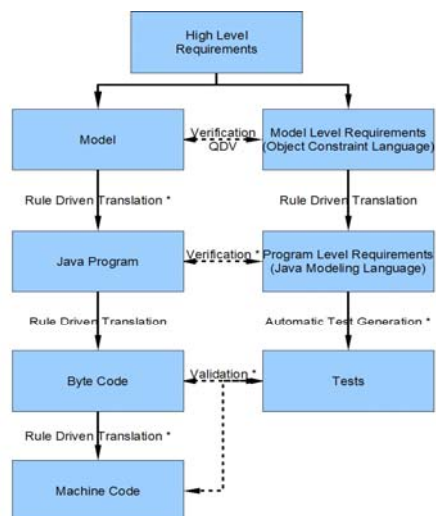 High Level
Requirements
Model
Verification
QDV
Model Level Requirements
(Object Constraint Language)
Rule Driven Translation *
Rule Driven Translation
Java Program
Verification *
Program Level Requirements
(Java Modeling Language)
Rule Driven Translation
Automatic Test Generation *
Byte Code
Validation *
Tests
Rule Driven Translation *
Machine Code